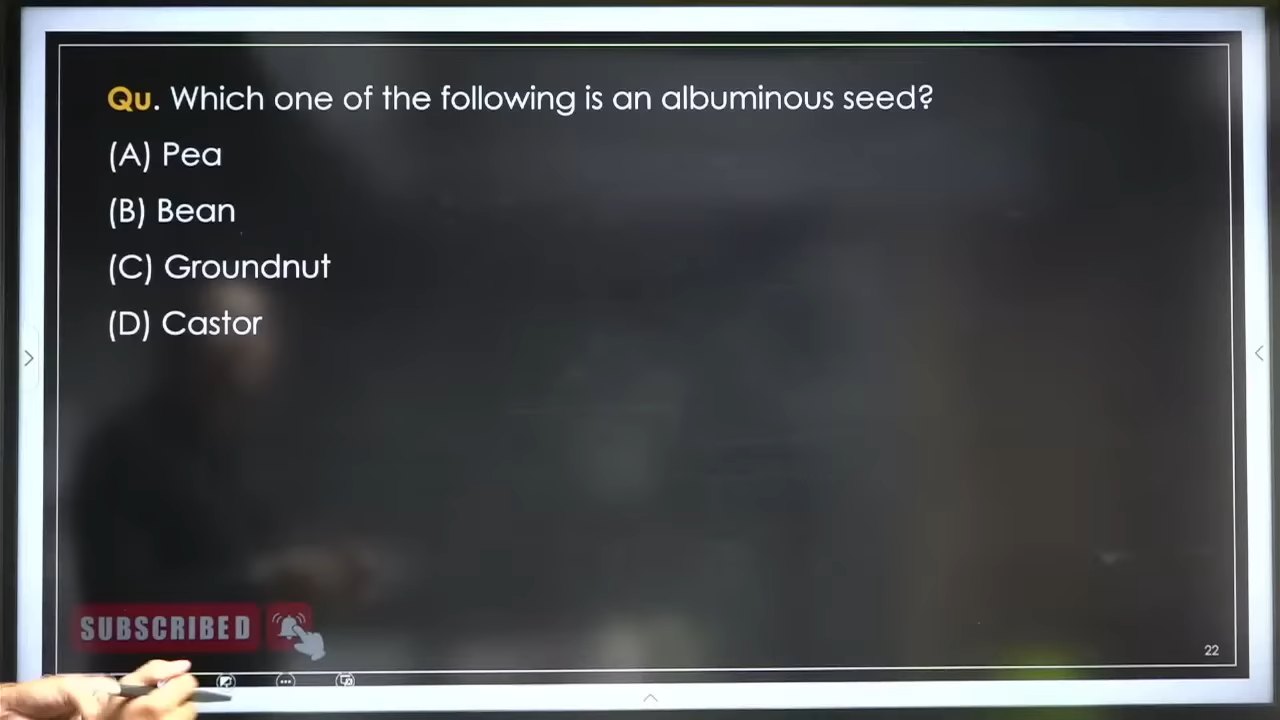 Qu. Which one of the following is an albuminous seed?
(A) Pea
(B) Bean
(C) Groundnut
(D) Castor
SUBSCRIBED
22